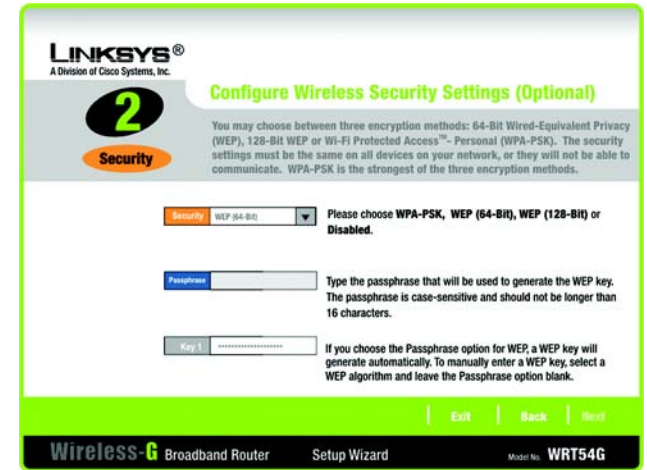 LINKSYS®
A Division of Cisco Systems, Inc.
2
Security
Configure Wireless Security Settings (Optional)
You may choose between three encryption methods: 64-Bit Wired-Equivalent Privacy
(WEP), 128-Bit WEP or Wi-Fi Protected Access™- Personal (WPA-PSK). The security
settings must be the same on all devices on your network, or they will not be able to
communicate. WPA-PSK is the strongest of the three encryption methods.
Security WEP (64-Bit)
Please choose WPA-PSK, WEP (64-Bit), WEP (128-Bit) or
Disabled.
Passphrase
Type the passphrase that will be used to generate the WEP key.
The passphrase is case-sensitive and should not be longer than
16 characters.
Key 1 ********************
If you choose the Passphrase option for WEP, a WEP key will
generate automatically. To manually enter a WEP key, select a
WEP algorithm and leave the Passphrase option blank.
Exit Back Next
Wireless-G Broadband Router Setup Wizard Model No. WRT54G